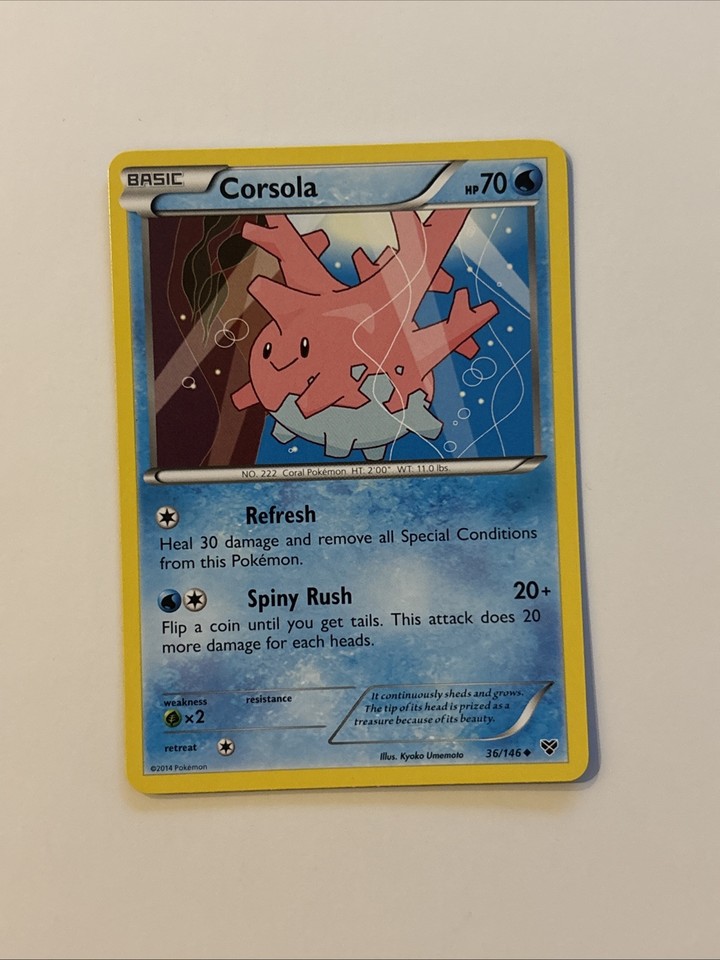 BASIC
Corsola
HP 70
NO. 222 Coral Pokémon HT: 2'00" WT: 11.0 lbs.
Refresh
Heal 30 damage and remove all Special Conditions
from this Pokémon.
Spiny Rush 20+
Flip a coin until you get tails. This attack does 20
more damage for each heads.
weakness resistance
×2
It continuously sheds and grows.
The tip of its head is prized as a
treasure because of its beauty.
retreat
Illus. Kyoko Umemoto 36/146
©2014 Pokémon